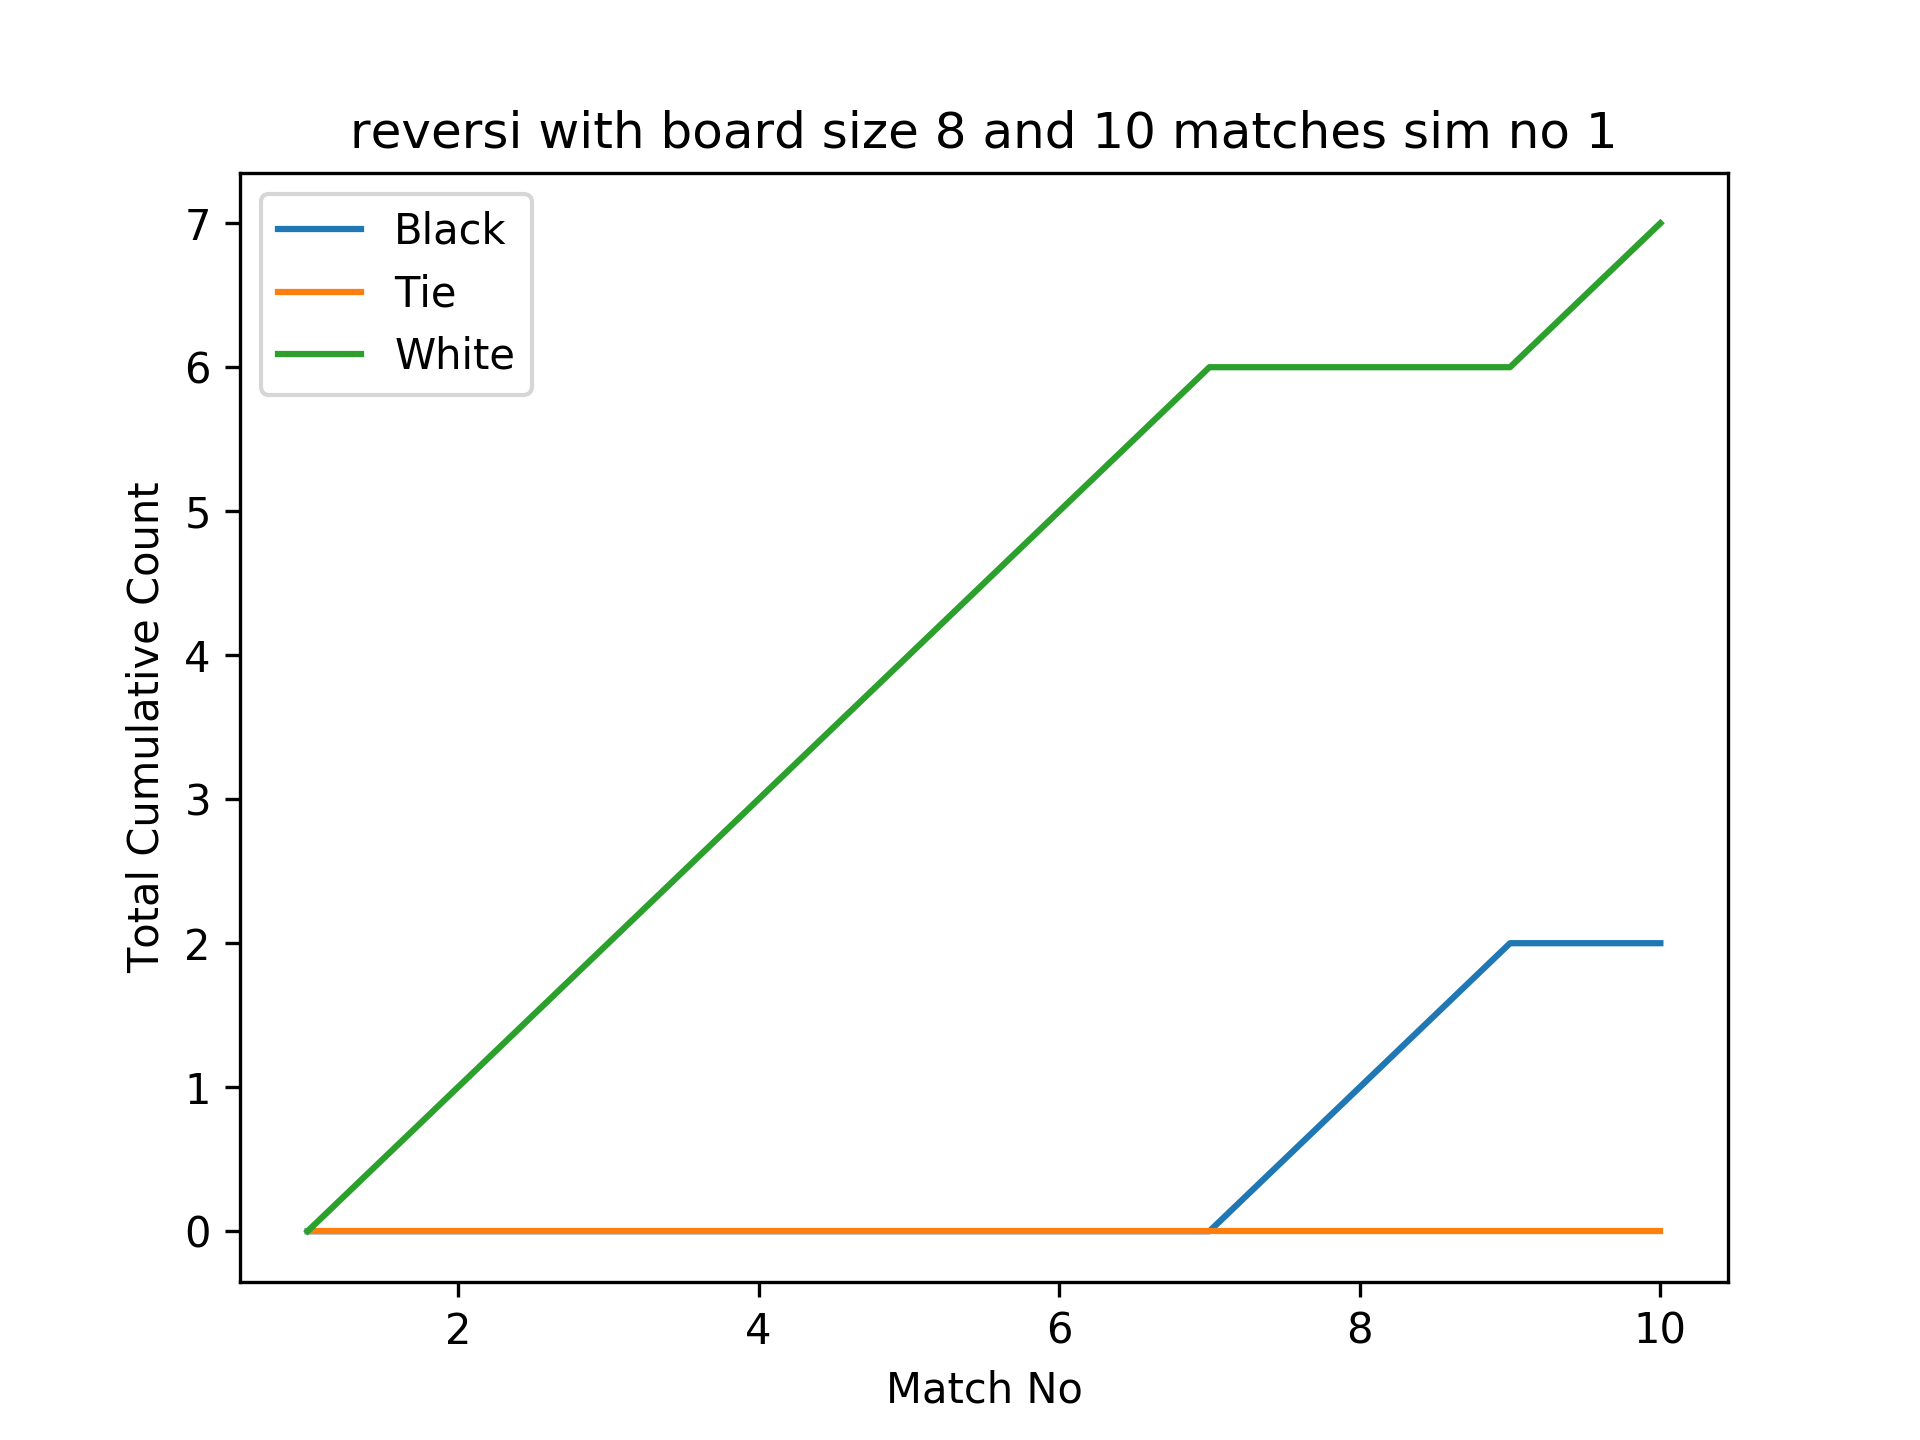 reversi with board size 8 and 10 matches sim no 1
Black
Tie
White
7
6
5
4
3
2
1
0
Total Cumulative Count
2 4 6 8 10
Match No